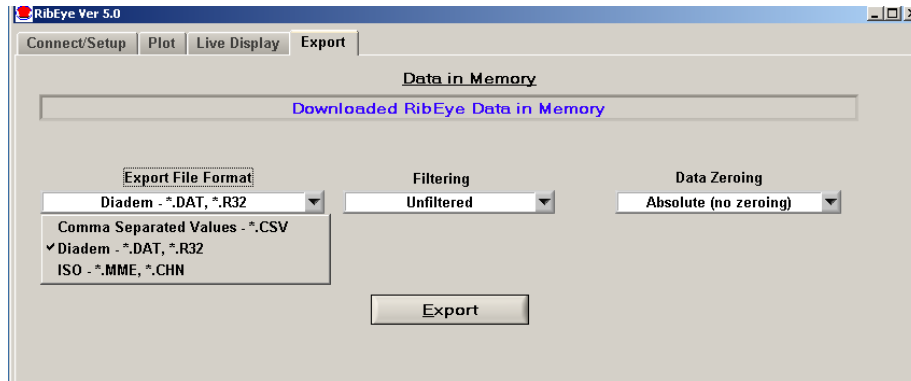 RibEye Ver 5.0
Connect/Setup Plot Live Display Export
Data in Memory
Downloaded RibEye Data in Memory
Export File Format Filtering Data Zeroing
Diadem - *.DAT, *.R32 Unfiltered Absolute (no zeroing)
Comma Separated Values - *.CSV
Diadem - *.DAT, *.R32
ISO - *.MME, *.CHN
Export